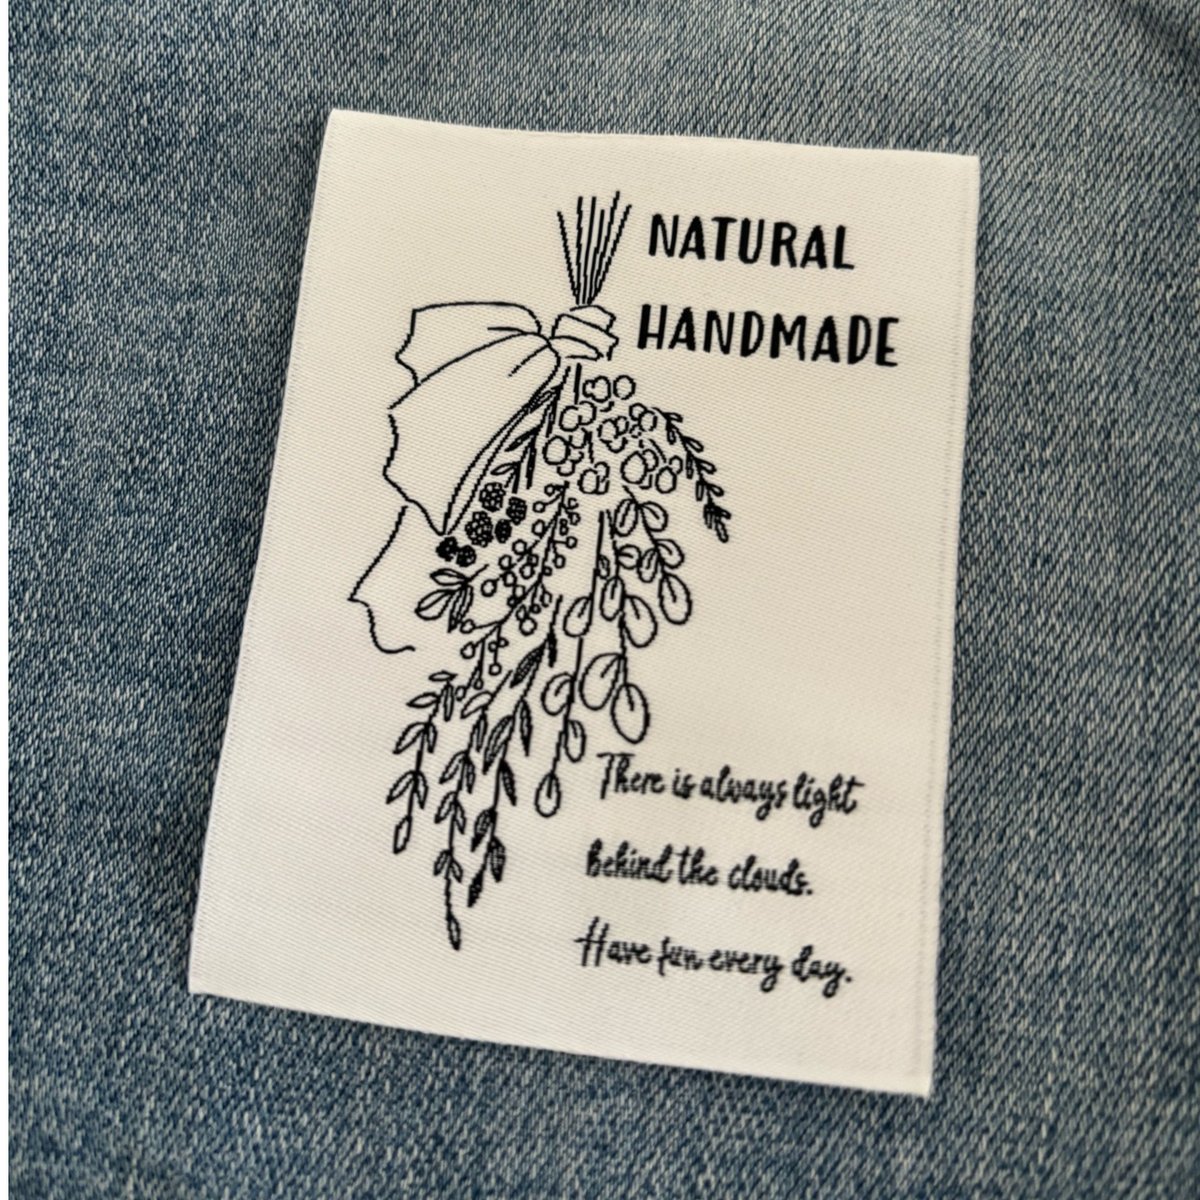 NATURAL
HANDMADE
There is always light
behind the clouds.
Have fun every day.